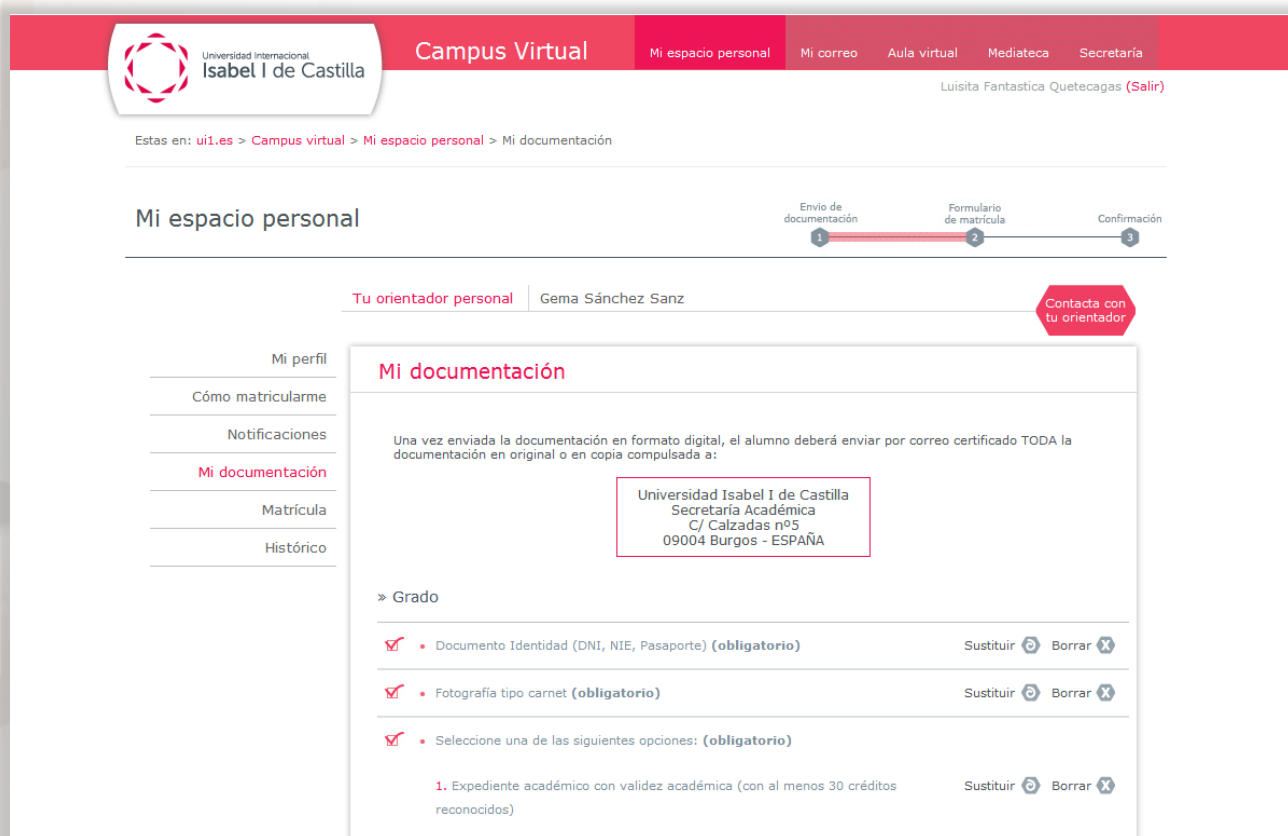 Universidad Internacional
Isabel I de Castilla
Campus Virtual
Mi espacio personal
Mi correo
Aula virtual
Mediateca
Secretaría
Luisita Fantastica Quetecagas (Salir)
Estas en: ui1.es > Campus virtual > Mi espacio personal > Mi documentación
Mi espacio personal
Envio de
documentación
1
Formulario
de matrícula
2
Confirmación
3
Tu orientador personal
Gema Sánchez Sanz
Contacta con
tu orientador
Mi perfil
Cómo matricularme
Notificaciones
Mi documentación
Matrícula
Histórico
Mi documentación
Una vez enviada la documentación en formato digital, el alumno deberá enviar por correo certificado TODA la
documentación en original o en copia compulsada a:
Universidad Isabel I de Castilla
Secretaría Académica
C/ Calzadas nº5
09004 Burgos - ESPAÑA
» Grado
• Documento Identidad (DNI, NIE, Pasaporte) (obligatorio) Sustituir Borrar X
• Fotografía tipo carnet (obligatorio) Sustituir Borrar X
• Seleccione una de las siguientes opciones: (obligatorio)
1. Expediente académico con validez académica (con al menos 30 créditos Sustituir Borrar X
reconocidos)